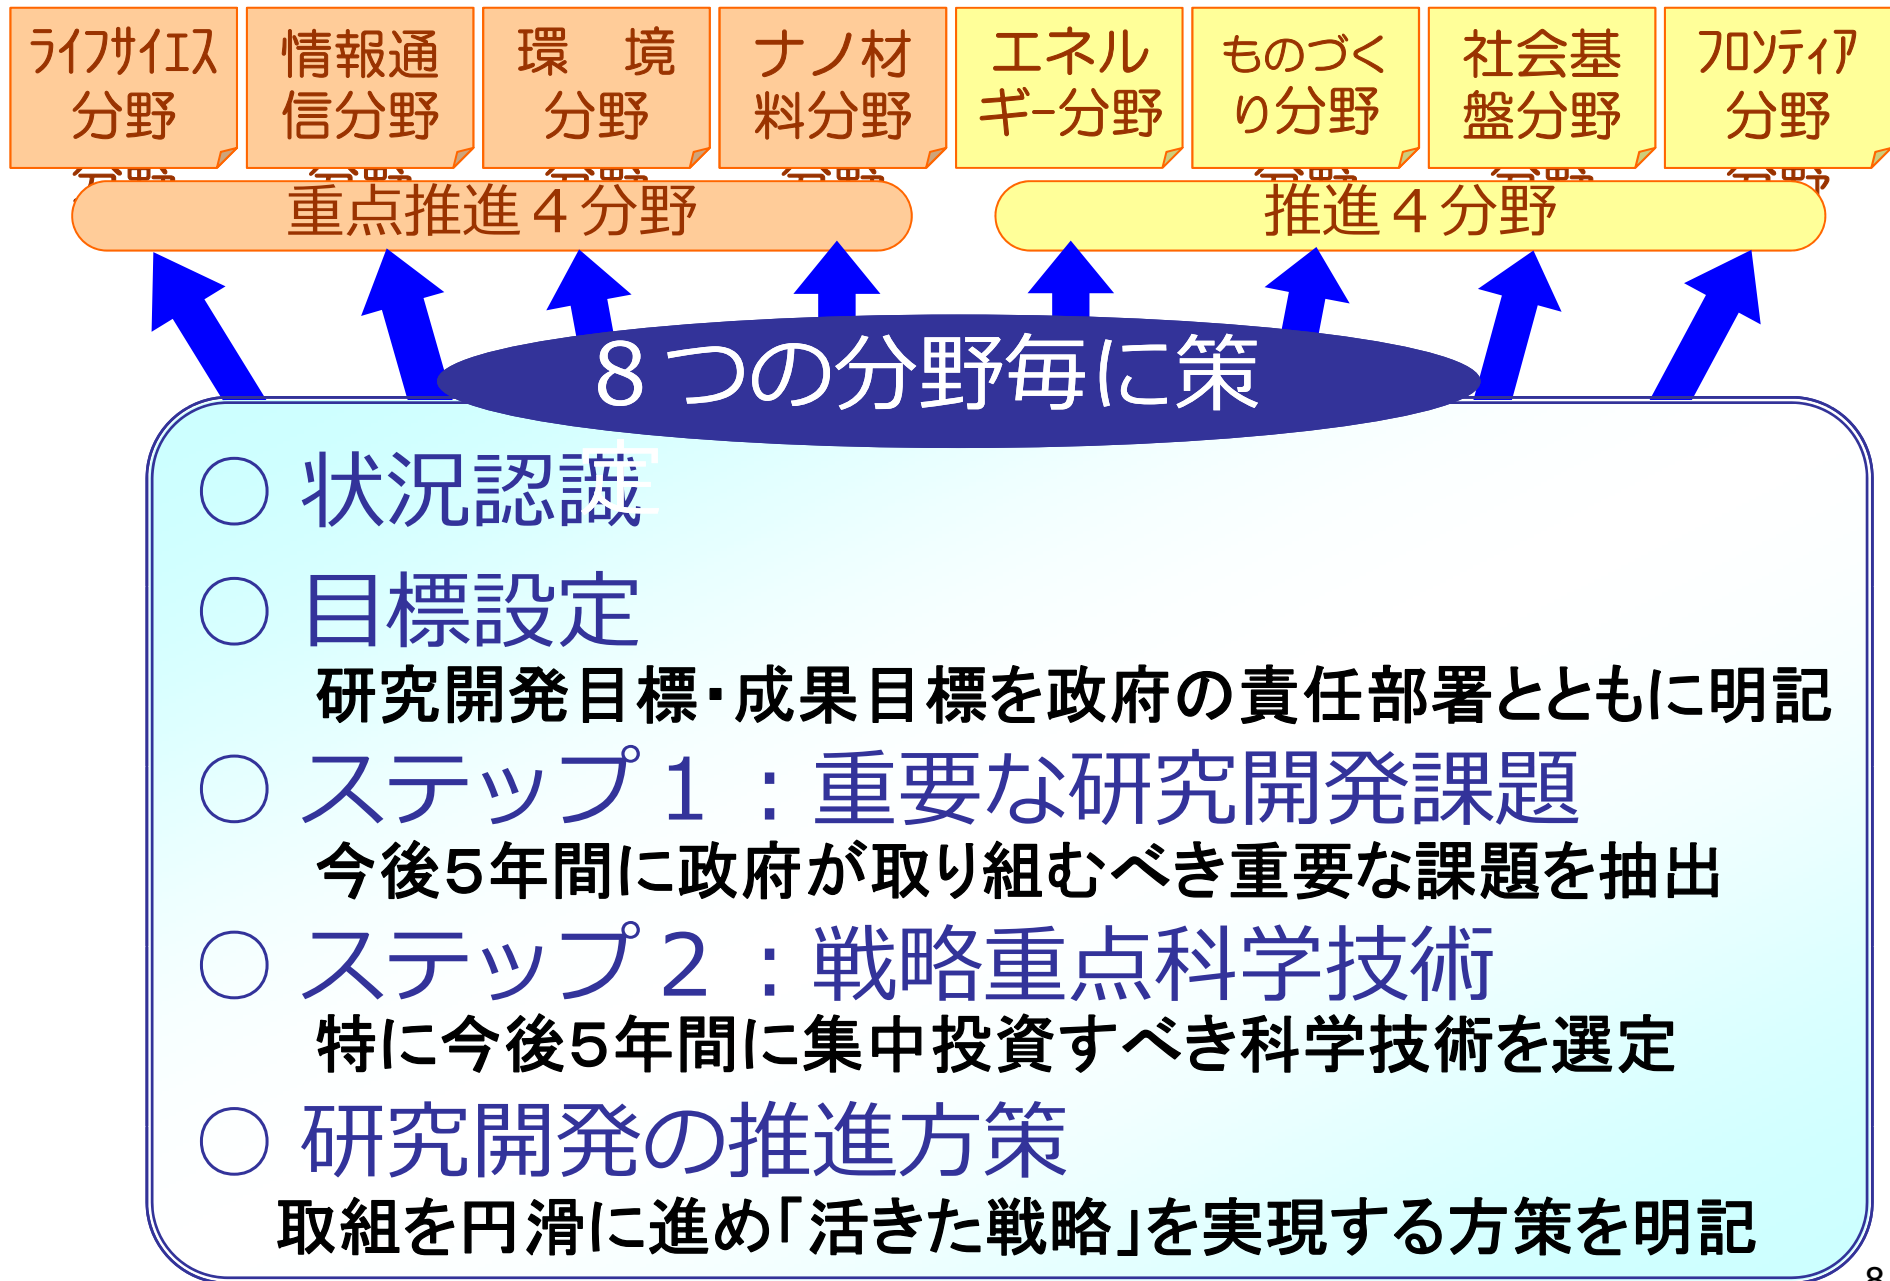 ﾗｲﾌｻｲｴｽ
分野
情報通
信分野
環　境
分野
ナノ材
料分野
エネル
ギｰ分野
ものづく
り分野
社会基
盤分野
ﾌﾛﾝﾃｨｱ
分野
重点推進４分野
推進４分野
８つの分野毎に策
定
○ 状況認識
○ 目標設定
研究開発目標・成果目標を政府の責任部署とともに明記
○ ステップ１：重要な研究開発課題
今後５年間に政府が取り組むべき重要な課題を抽出
○ ステップ２：戦略重点科学技術
特に今後５年間に集中投資すべき科学技術を選定
○ 研究開発の推進方策
取組を円滑に進め「活きた戦略」を実現する方策を明記
8